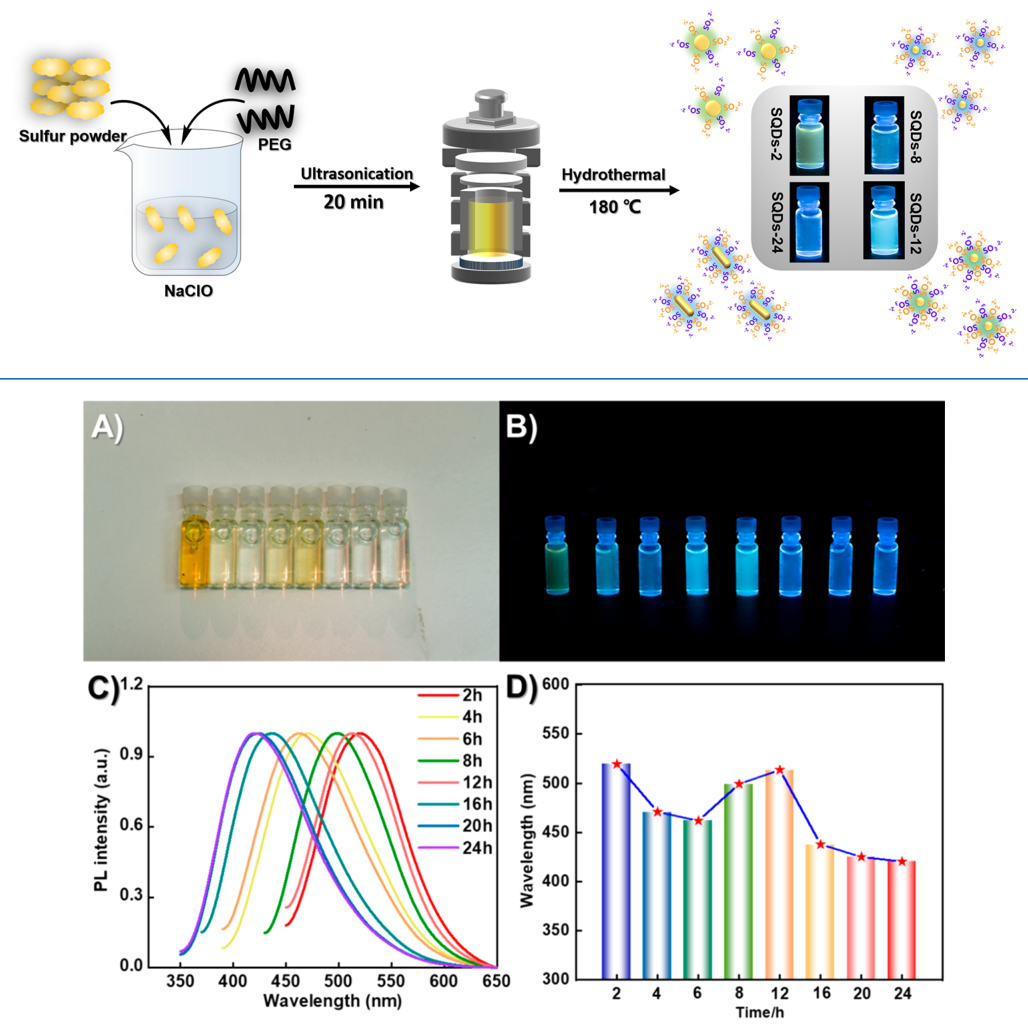 Sulfur powder
PEG
NaClO
Ultrasonication
20 min
Hydrothermal
180 ℃
SQDs-2
SQDs-8
SQDs-24
SQDs-12
A)
B)
C)
1.2
0.9
0.6
0.3
0.0
PL intensity (a.u.)
350 400 450 500 550 600 650
Wavelength (nm)
2h
4h
6h
8h
12h
16h
20h
24h
D)
600
550
500
450
400
350
300
Wavelength (nm)
2 4 6 8 12 16 20 24
Time/h